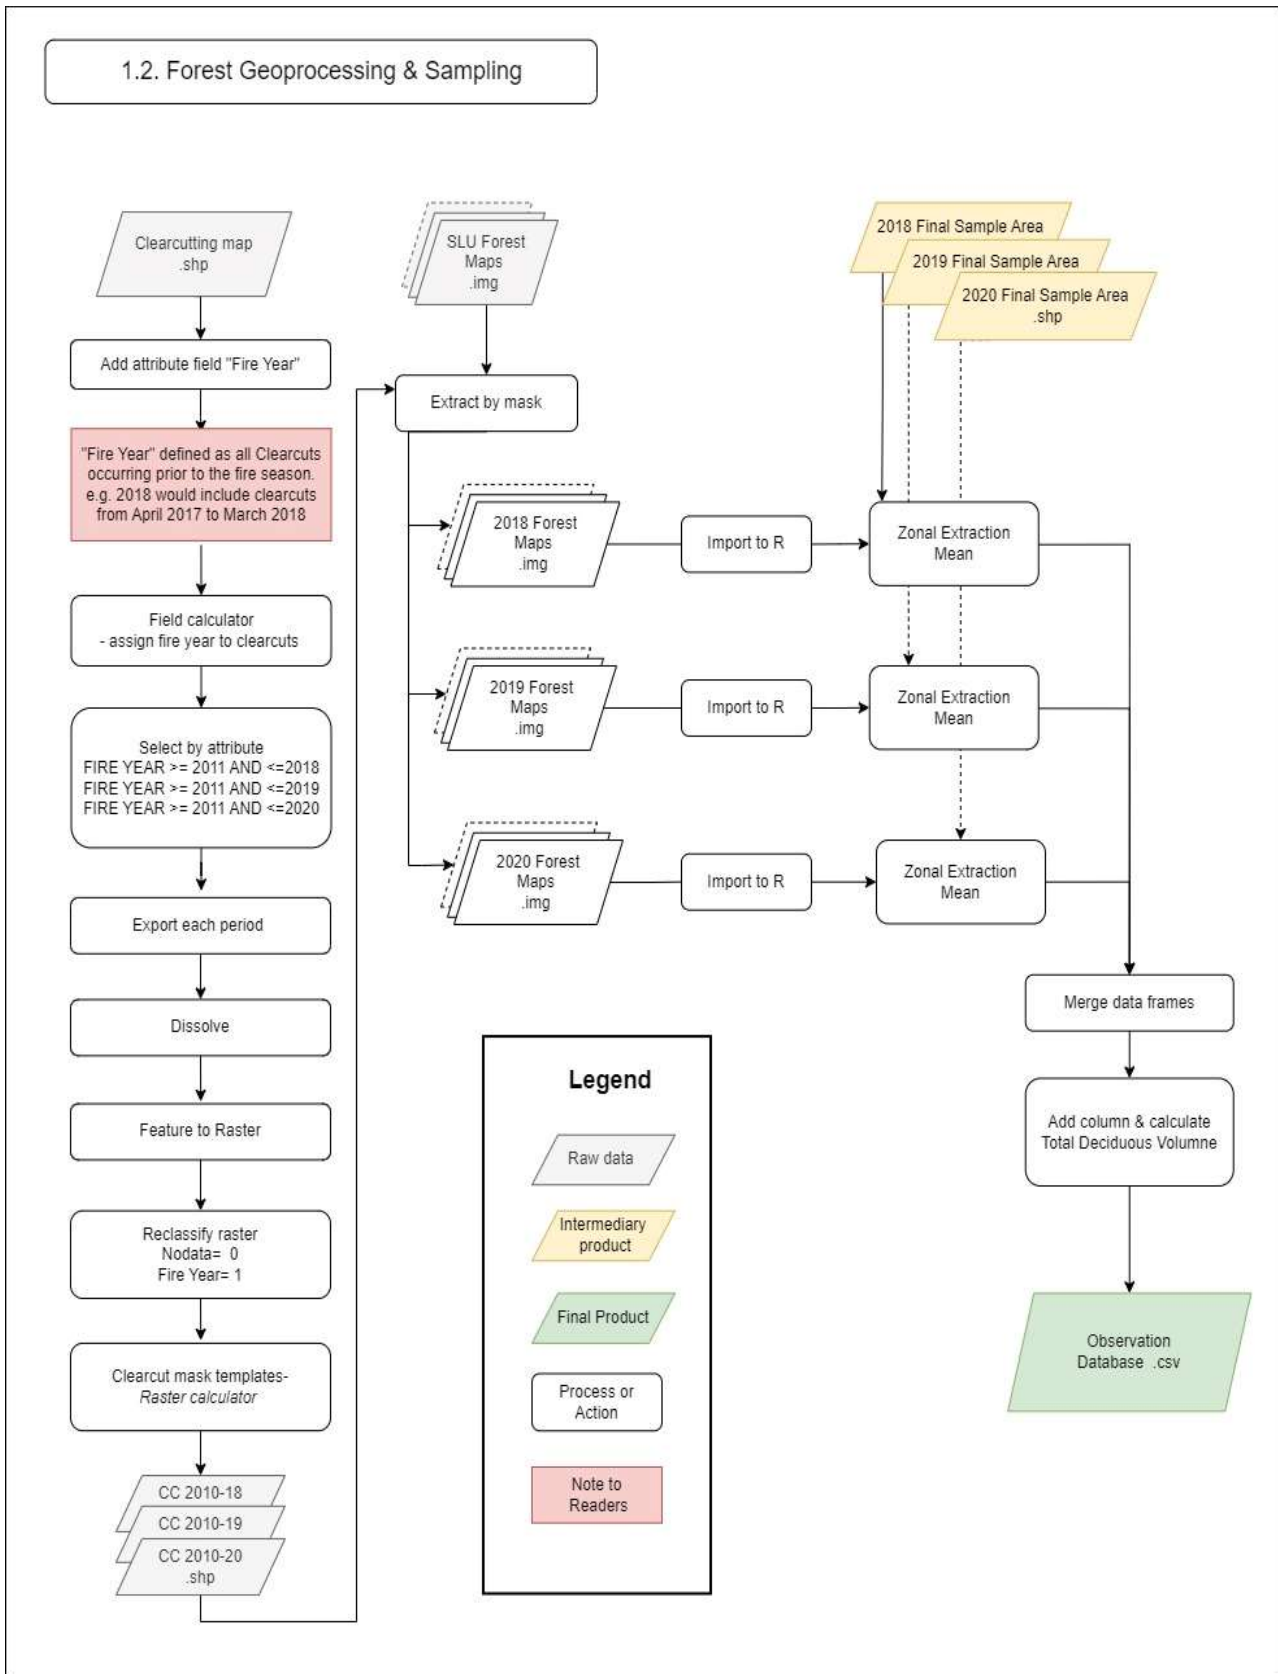 1.2. Forest Geoprocessing & Sampling
Clearcutting map
.shp
Add attribute field "Fire Year"
"Fire Year" defined as all Clearcuts
occurring prior to the fire season.
e.g. 2018 would include clearcuts
from April 2017 to March 2018
Field calculator
- assign fire year to clearcuts
Select by attribute
FIRE YEAR >= 2011 AND <=2018
FIRE YEAR >= 2011 AND <=2019
FIRE YEAR >= 2011 AND <=2020
Export each period
Dissolve
Feature to Raster
Reclassify raster
Nodata= 0
Fire Year= 1
Clearcut mask templates-
Raster calculator
CC 2010-18
CC 2010-19
CC 2010-20
.shp
SLU Forest
Maps
.img
Extract by mask
2018 Forest
Maps
.img
Import to R
Zonal Extraction
Mean
2019 Forest
Maps
.img
Import to R
Zonal Extraction
Mean
2020 Forest
Maps
.img
Import to R
Zonal Extraction
Mean
2018 Final Sample Area
2019 Final Sample Area
2020 Final Sample Area
.shp
Merge data frames
Add column & calculate
Total Deciduous Volumne
Observation
Database .csv
Legend
Raw data
Intermediary
product
Final Product
Process or
Action
Note to
Readers